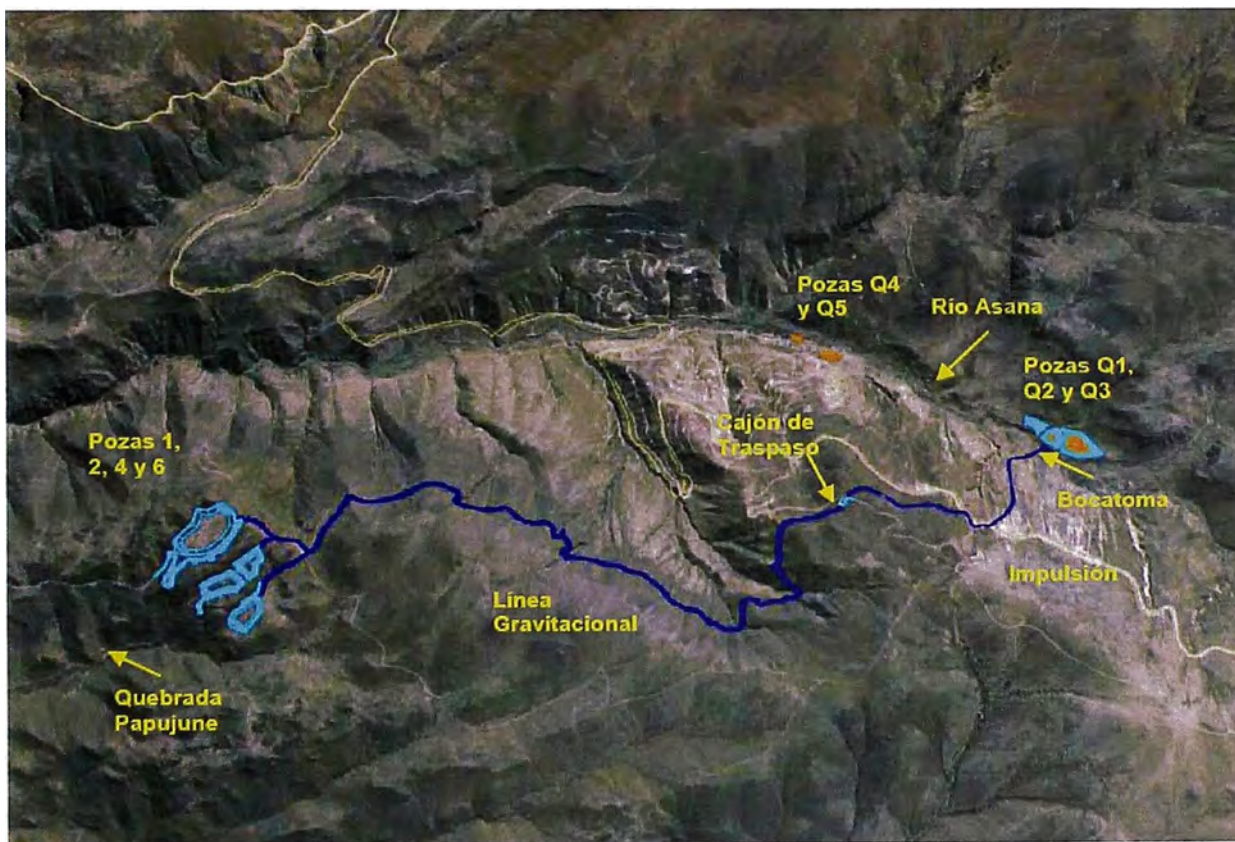 Pozas Q4
y Q5
Río Asana
Pozas Q1,
Q2 y Q3
Cajón de
Traspaso
Pozas 1,
2, 4 y 6
Bocatoma
Impulsión
Línea
Gravitacional
Quebrada
Papujune